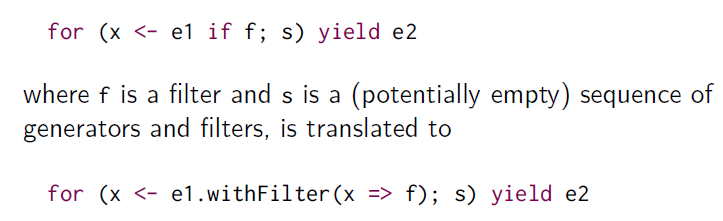 for (x <- e1 if f; s) yield e2
where f is a filter and s is a (potentially empty) sequence of
generators and filters, is translated to
for (x <- e1.withFilter(x => f); s) yield e2